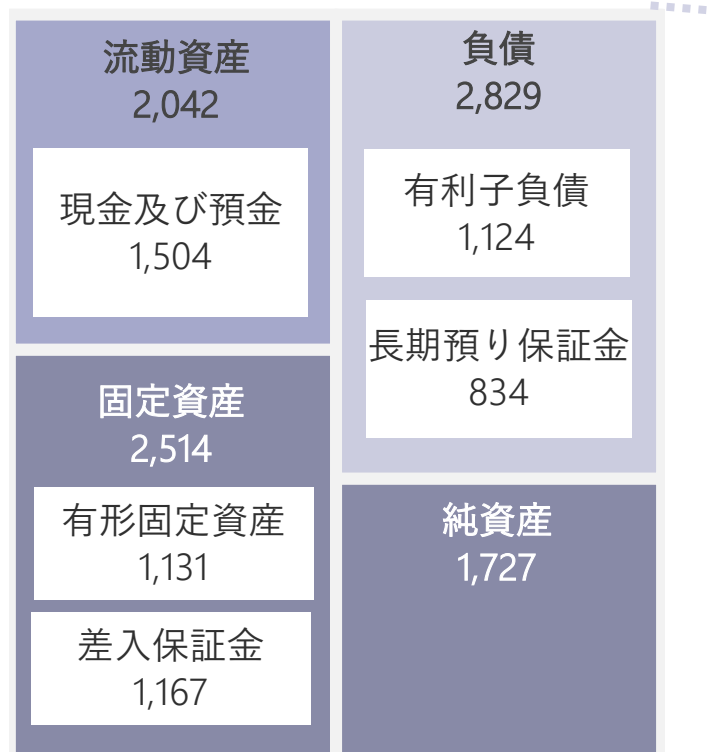 流動資産
2,042
現金及び預金
1,504
固定資産
2,514
有形固定資産
1,131
差入保証金
1,167
負債
2,829
有利子負債
1,124
長期預り保証金
834
純資産
1,727